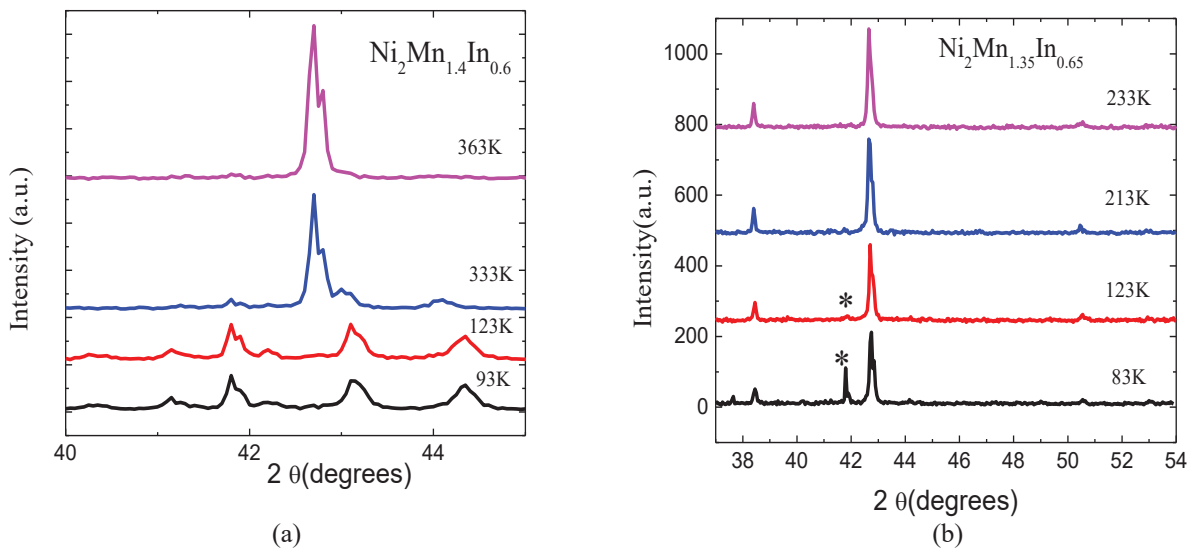 Ni₂Mn₁.₄In₀.₆
363K
333K
123K
93K
Intensity (a.u.)
40 42 44
2 θ(degrees)
(a)
Ni₂Mn₁.₃₅In₀.₆₅
1000
800
600
400
200
0
233K
213K
123K
83K
*
*
Intensity(a.u.)
38 40 42 44 46 48 50 52 54
2 θ(degrees)
(b)